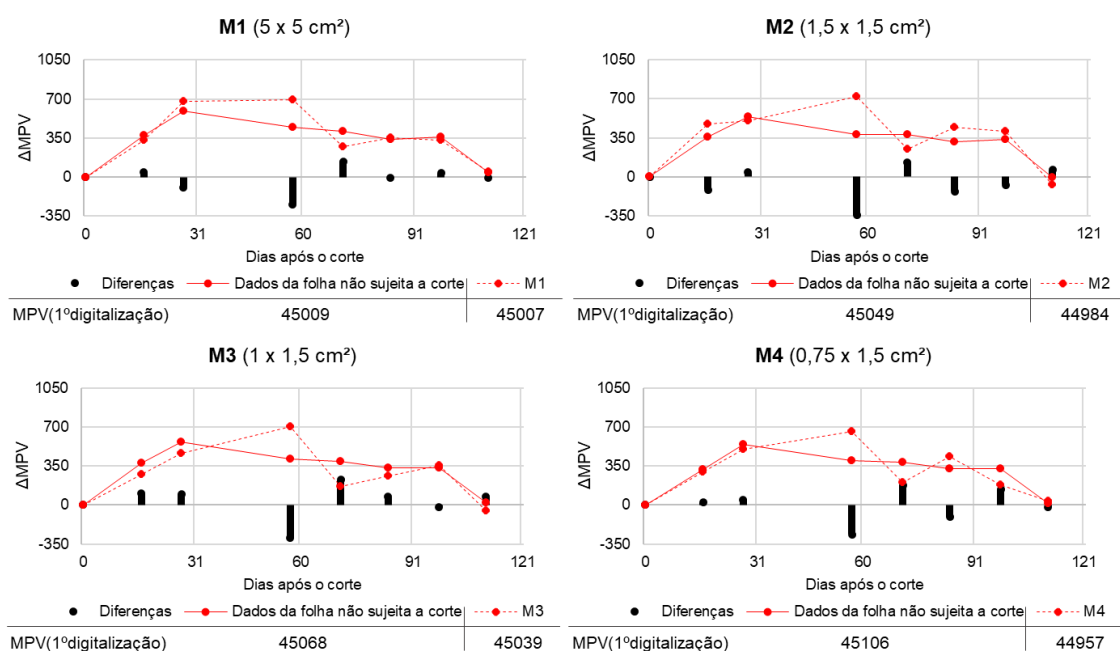 M1 (5 x 5 cm²)
1050
700
350
0
-350
ΔMPV
0 31 60 91 121
Dias após o corte
Diferenças Dados da folha não sujeita a corte M1
MPV(1ºdigitalização) 45009 45007
M2 (1,5 x 1,5 cm²)
1050
700
350
0
-350
ΔMPV
0 31 60 91 121
Dias após o corte
Diferenças Dados da folha não sujeita a corte M2
MPV(1ºdigitalização) 45049 44984
M3 (1 x 1,5 cm²)
1050
700
350
0
-350
ΔMPV
0 31 60 91 121
Dias após o corte
Diferenças Dados da folha não sujeita a corte M3
MPV(1ºdigitalização) 45068 45039
M4 (0,75 x 1,5 cm²)
1050
700
350
0
-350
ΔMPV
0 31 60 91 121
Dias após o corte
Diferenças Dados da folha não sujeita a corte M4
MPV(1ºdigitalização) 45106 44957